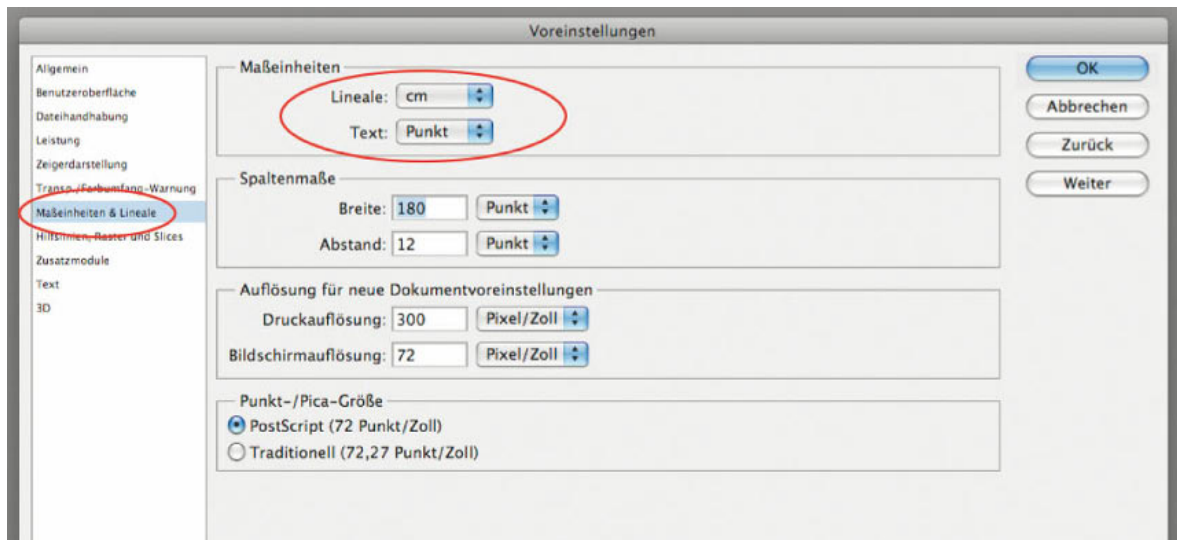 Voreinstellungen
Allgemein
Benutzeroberfläche
Dateihandhabung
Leistung
Zeigerdarstellung
Transp./Farbumfang-Warnung
Maßeinheiten & Lineale
Hilfslinien, Raster und Slices
Zusatzmodule
Text
3D
Maßeinheiten
Lineale: cm
Text: Punkt
Spaltenmaße
Breite: 180 Punkt
Abstand: 12 Punkt
Auflösung für neue Dokumentvoreinstellungen
Druckauflösung: 300 Pixel/Zoll
Bildschirmauflösung: 72 Pixel/Zoll
Punkt-/Pica-Größe
PostScript (72 Punkt/Zoll)
Traditionell (72,27 Punkt/Zoll)
OK
Abbrechen
Zurück
Weiter